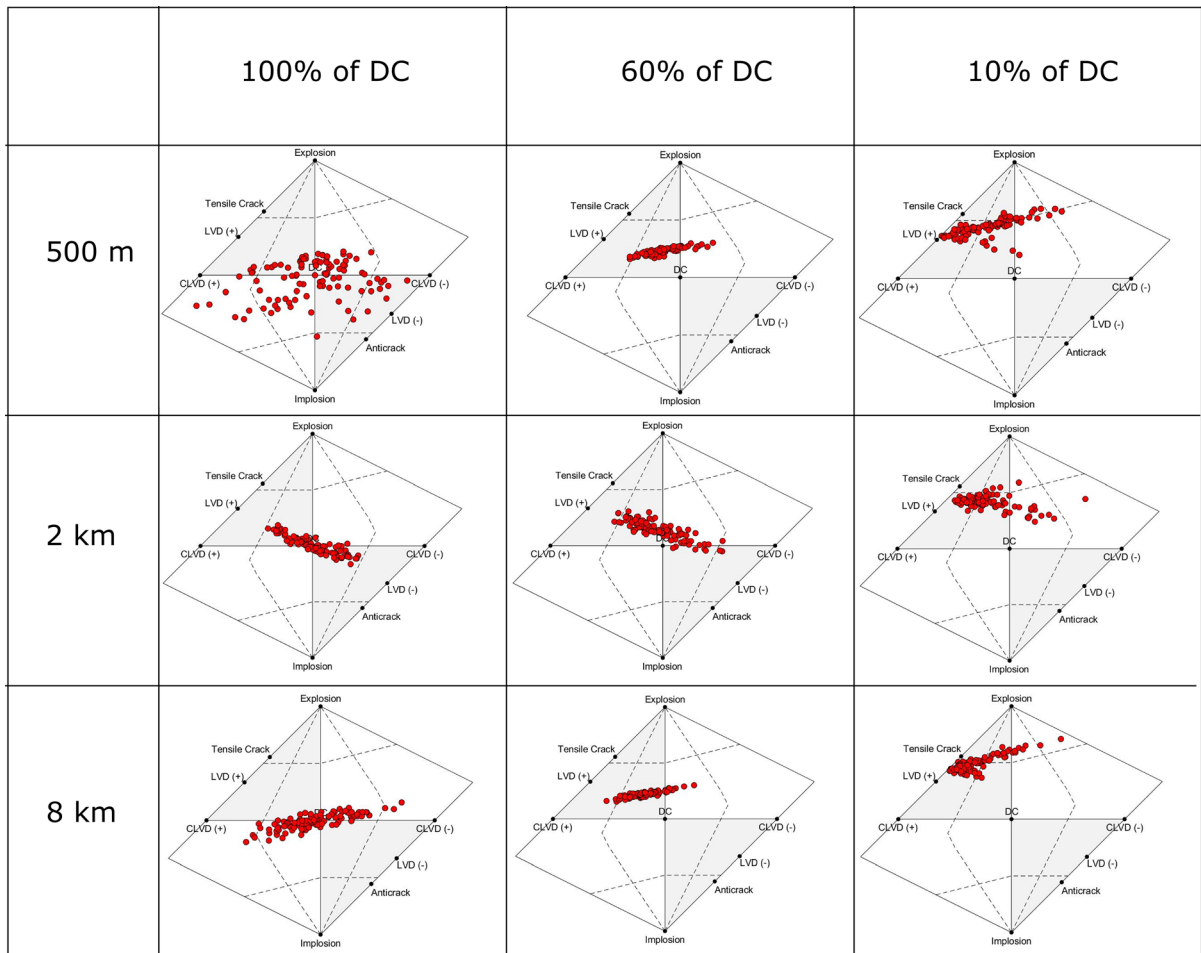 100% of DC
60% of DC
10% of DC
500 m
Explosion
Tensile Crack
LVD (+)
DC
CLVD (+)
CLVD (-)
LVD (-)
Anticrack
Implosion
Explosion
Tensile Crack
LVD (+)
DC
CLVD (+)
CLVD (-)
LVD (-)
Anticrack
Implosion
Explosion
Tensile Crack
LVD (+)
DC
CLVD (+)
CLVD (-)
LVD (-)
Anticrack
Implosion
2 km
Explosion
Tensile Crack
LVD (+)
DC
CLVD (+)
CLVD (-)
LVD (-)
Anticrack
Implosion
Explosion
Tensile Crack
LVD (+)
DC
CLVD (+)
CLVD (-)
LVD (-)
Anticrack
Implosion
Explosion
Tensile Crack
LVD (+)
DC
CLVD (+)
CLVD (-)
LVD (-)
Anticrack
Implosion
8 km
Explosion
Tensile Crack
LVD (+)
DC
CLVD (+)
CLVD (-)
LVD (-)
Anticrack
Implosion
Explosion
Tensile Crack
LVD (+)
DC
CLVD (+)
CLVD (-)
LVD (-)
Anticrack
Implosion
Explosion
Tensile Crack
LVD (+)
DC
CLVD (+)
CLVD (-)
LVD (-)
Anticrack
Implosion